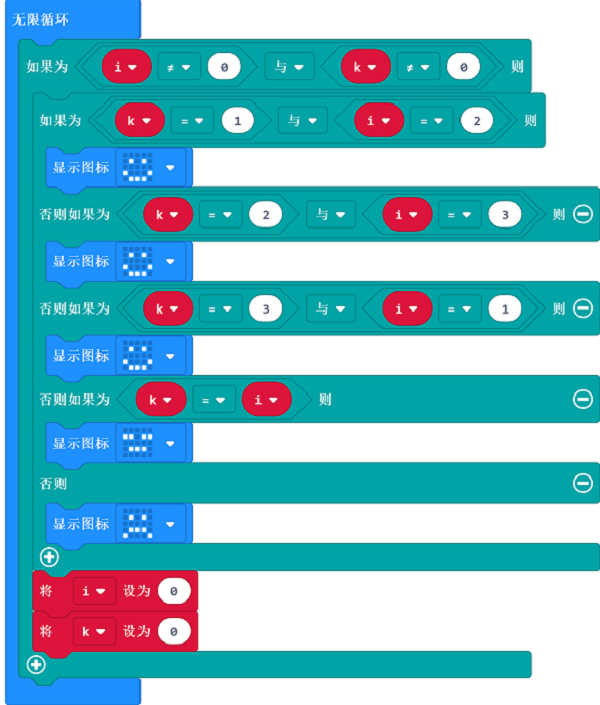 无限循环
如果为 i ≠ 0 与 k ≠ 0 则
如果为 k = 1 与 i = 2 则
显示图标
否则如果为 k = 2 与 i = 3 则
显示图标
否则如果为 k = 3 与 i = 1 则
显示图标
否则如果为 k = i 则
显示图标
否则
显示图标
将 i 设为 0
将 k 设为 0